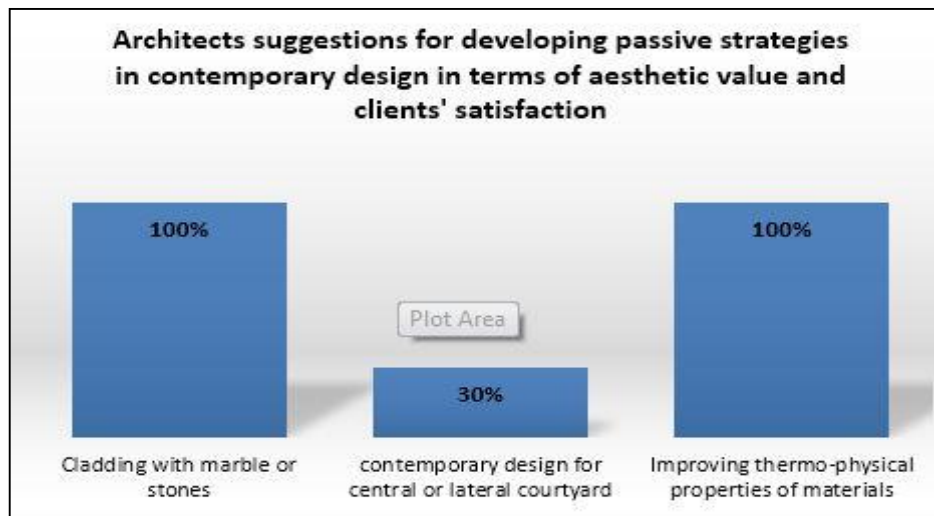 Architects suggestions for developing passive strategies
in contemporary design in terms of aesthetic value and
clients' satisfaction
100%
100%
Plot Area
30%
Cladding with marble or
stones
contemporary design for
central or lateral courtyard
Improving thermo-physical
properties of materials